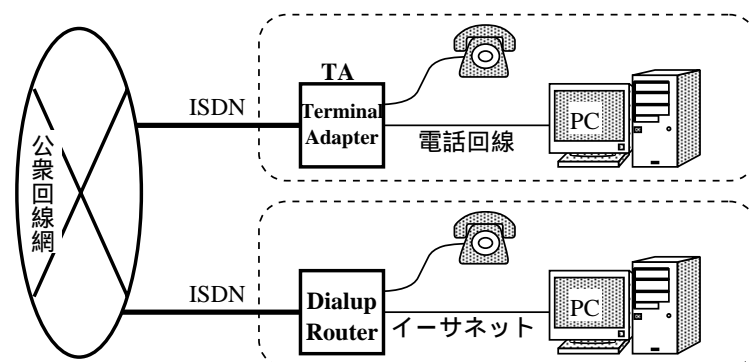 公衆回線網
ISDN
TA
Terminal
Adapter
電話回線
PC
ISDN
Dialup
Router
イーサネット
PC